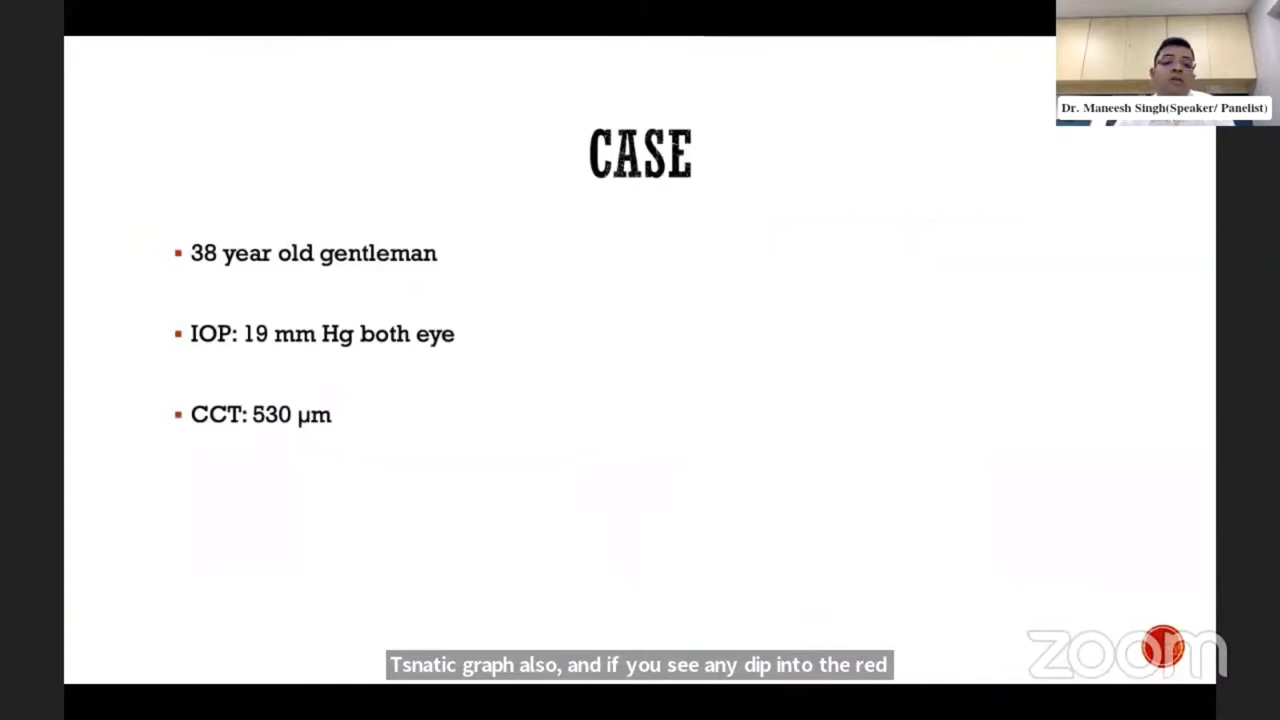 Dr. Maneesh Singh(Speaker/ Panelist)
CASE
▪ 38 year old gentleman
▪ IOP: 19 mm Hg both eye
▪ CCT: 530 µm
zoom
Tsnatic graph also, and if you see any dip into the red